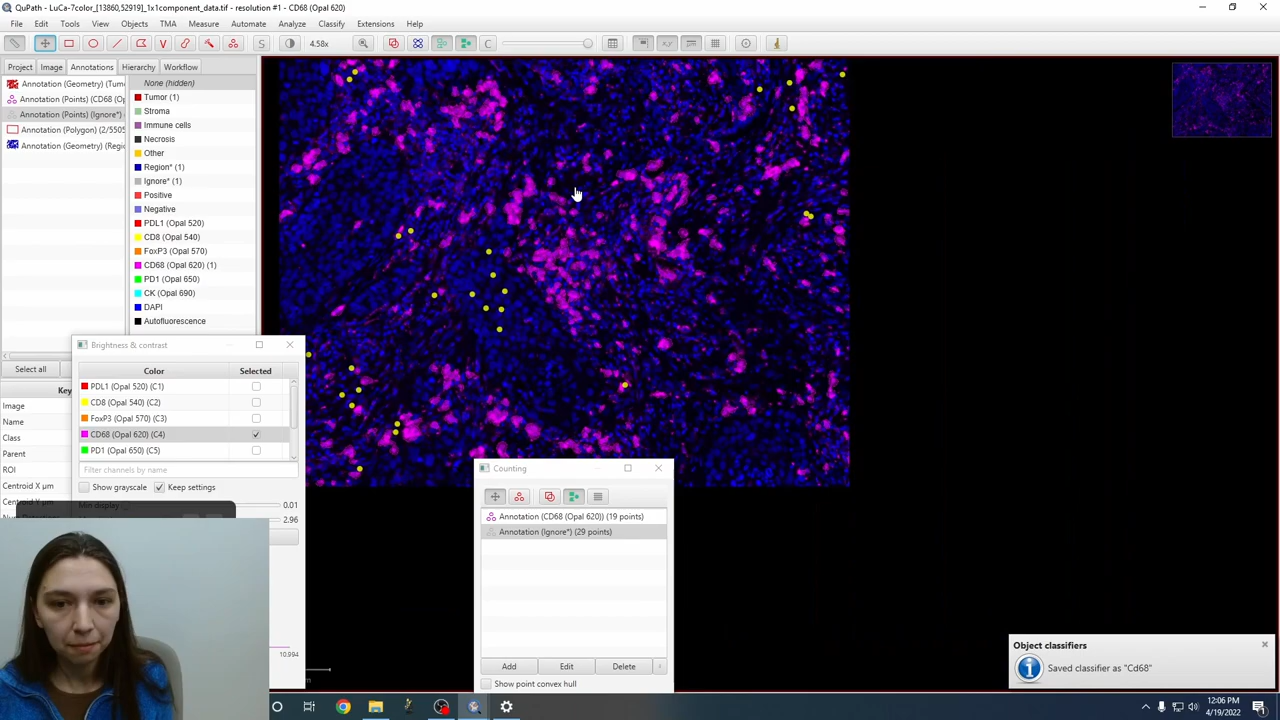 QuPath - LuCa-7color_[13860,52919]_1x1component_data.tif - resolution #1 - CD68 (Opal 620)
File Edit Tools View Objects TMA Measure Automate Analyze Classify Extensions Help
S 4.58x C x,y μm
Project Image Annotations Hierarchy Workflow
Annotation (Geometry) (Tum
Annotation (Points) (CD68 (Op
Annotation (Points) (Ignore*) (
Annotation (Polygon) (2/5505
Annotation (Geometry) (Regi
None (hidden)
Tumor (1)
Stroma
Immune cells
Necrosis
Other
Region* (1)
Ignore* (1)
Positive
Negative
PDL1 (Opal 520)
CD8 (Opal 540)
FoxP3 (Opal 570)
CD68 (Opal 620) (1)
PD1 (Opal 650)
CK (Opal 690)
DAPI
Autofluorescence
Select all
Key
Image
Name
Class
Parent
ROI
Centroid X μm
Centroid Y μm
Brightness & contrast
Color Selected
PDL1 (Opal 520) (C1)
CD8 (Opal 540) (C2)
FoxP3 (Opal 570) (C3)
CD68 (Opal 620) (C4)
PD1 (Opal 650) (C5)
Filter channels by name
Show grayscale Keep settings
Min display 0.01
2.96
10.994
Counting
Annotation (CD68 (Opal 620)) (19 points)
Annotation (Ignore*) (29 points)
Add Edit Delete
Show point convex hull
Object classifiers
Saved classifier as "Cd68"
12:06 PM
4/19/2022